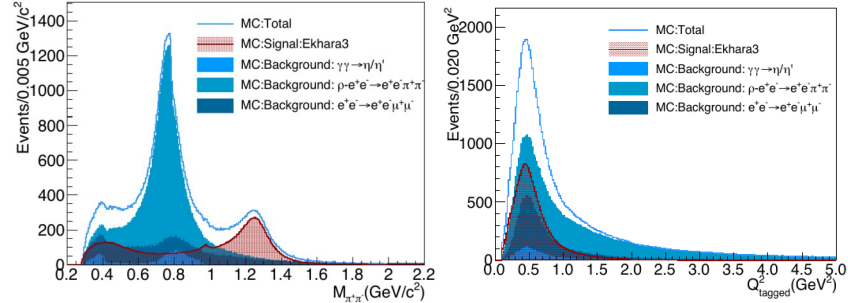 Events/0.005 GeV/c²
1400
1200
1000
800
600
400
200
0
0.2 0.4 0.6 0.8 1.0 1.2 1.4 1.6 1.8 2.0 2.2
M_π⁺π⁻(GeV/c²)
MC:Total
MC:Signal:Ekhara3
MC:Background: γγ→η/η'
MC:Background: ρ-e⁺e⁻→e⁺e⁻π⁺π⁻
MC:Background: e⁺e⁻→e⁺e⁻μ⁺μ⁻
Events/0.020 GeV²
2000
1500
1000
500
0.00
0.0 0.5 1.0 1.5 2.0 2.5 3.0 3.5 4.0 4.5 5.0
Q²_tagged(GeV²)
MC:Total
MC:Signal:Ekhara3
MC:Background: γγ→η/η'
MC:Background: ρ-e⁺e⁻→e⁺e⁻π⁺π⁻
MC:Background: e⁺e⁻→e⁺e⁻μ⁺μ⁻